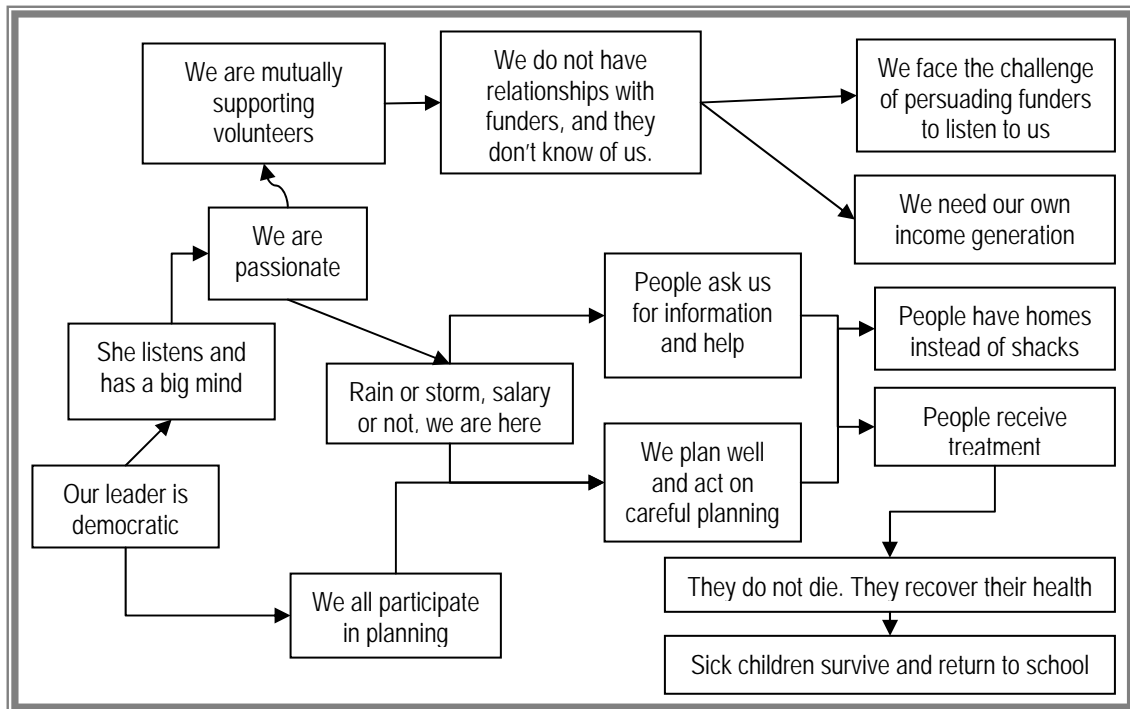 We are mutually
supporting
volunteers
We do not have
relationships with
funders, and they
don't know of us.
We face the challenge
of persuading funders
to listen to us
We need our own
income generation
We are
passionate
People ask us
for information
and help
People have homes
instead of shacks
She listens and
has a big mind
Rain or storm, salary
or not, we are here
People receive
treatment
We plan well
and act on
careful planning
Our leader is
democratic
We all participate
in planning
They do not die. They recover their health
Sick children survive and return to school